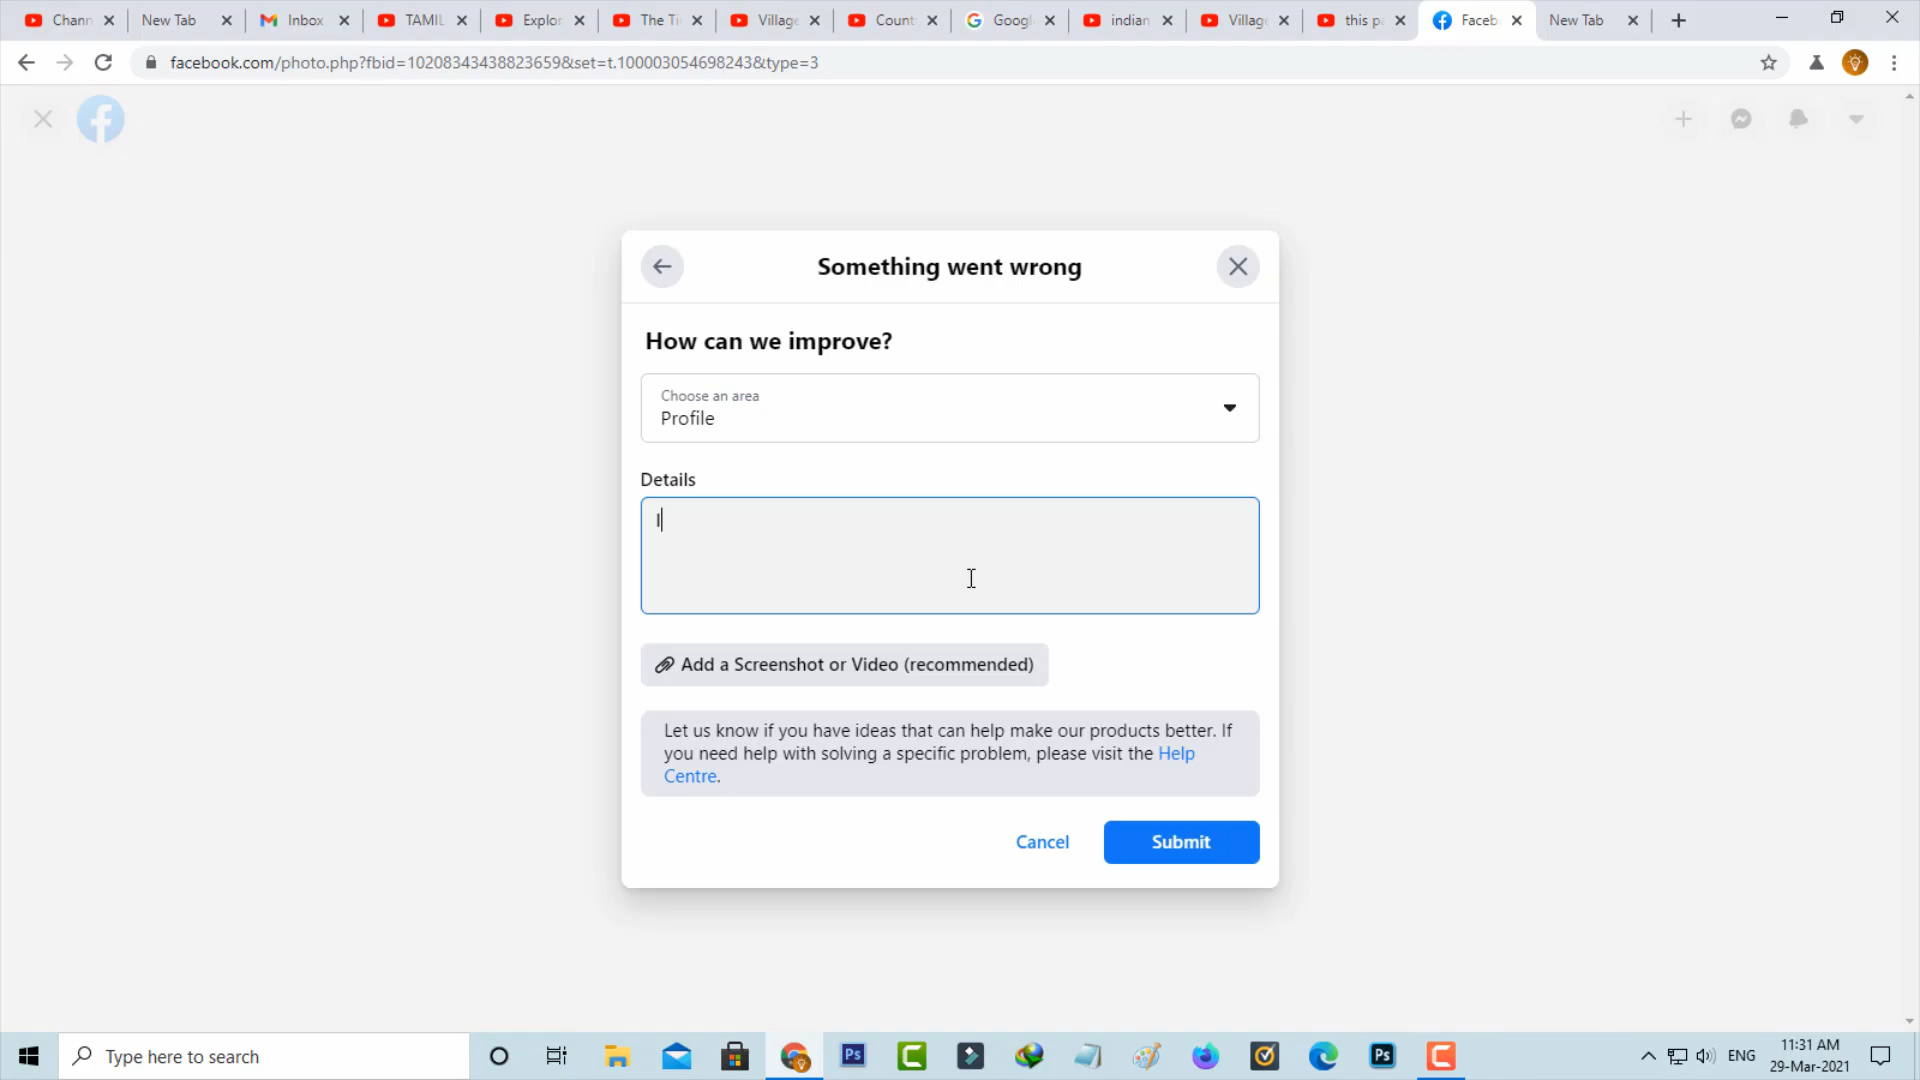 Chann
New Tab
Inbox
TAMIL
Explor
The Ti
Village
Count
Googl
indian
Villag
this pa
Faceb
New Tab
facebook.com/photo.php?fbid=10208343438823659&set=t.100003054698243&type=3
Something went wrong
How can we improve?
Choose an area
Profile
Details
I
Add a Screenshot or Video (recommended)
Let us know if you have ideas that can help make our products better. If
you need help with solving a specific problem, please visit the Help
Centre.
Cancel
Submit
Type here to search
Ps
Ps
ENG
11:31 AM
29-Mar-2021